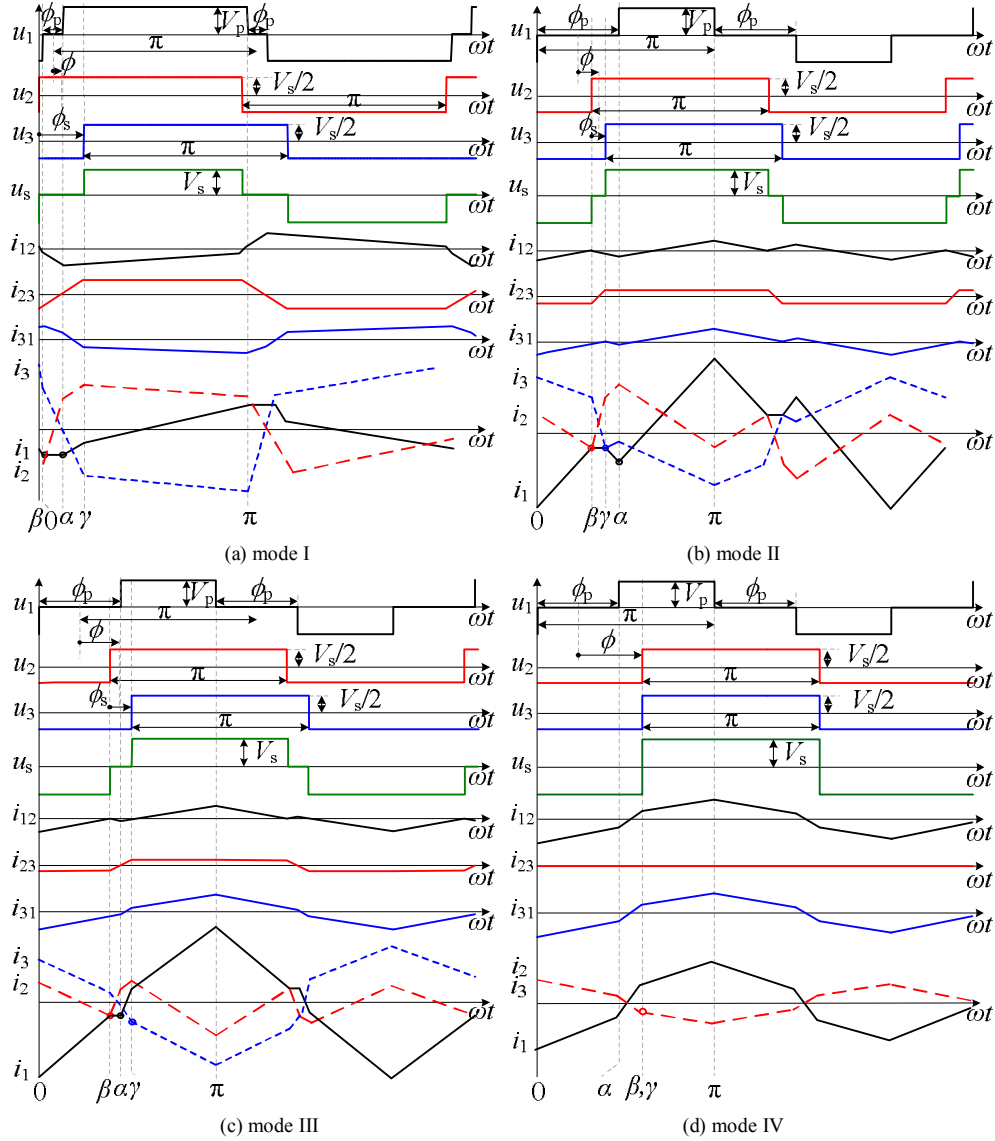 ϕp Vp ϕp
u1 π ωt
ϕ
Vs/2
u2 π ωt
ϕs Vs/2
u3 π ωt
us Vs ωt
i12 ωt
i23 ωt
i31 ωt
i3
i1 ωt
i2
β 0 α γ π
(a) mode I
ϕp Vp ϕp
u1 π ωt
ϕ
Vs/2
u2 π ωt
ϕs Vs/2
u3 π ωt
us Vs ωt
i12 ωt
i23 ωt
i31 ωt
i3
i2 ωt
i1
0 β γ α π
(b) mode II
ϕp Vp ϕp
u1 π ωt
ϕ
Vs/2
u2 π ωt
ϕs Vs/2
u3 π ωt
us Vs ωt
i12 ωt
i23 ωt
i31 ωt
i3
i2 ωt
i1
0 β α γ π
(c) mode III
ϕp Vp ϕp
u1 π ωt
ϕ
Vs/2
u2 π ωt
Vs/2
u3 π ωt
us Vs ωt
i12 ωt
i23 ωt
i31 ωt
i2
i3 ωt
i1
0 α β,γ π
(d) mode IV